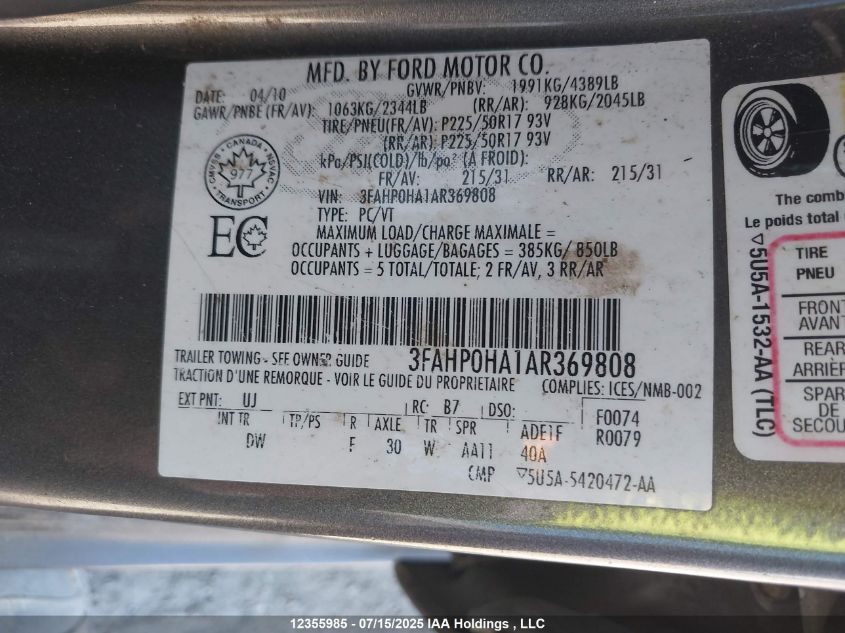 MFD. BY FORD MOTOR CO.
DATE: 04/10
GVWR/PNBV: 1991KG/4389LB
GAWR/PNBE (FR/AV): 1063KG/2344LB (RR/AR): 928KG/2045LB
TIRE/PNEU(FR/AV): P225/50R17 93V
(RR/AR): P225/50R17 93V
kPa/PSI(COLD)/lb/po² (A FROID):
FR/AV: 215/31 RR/AR: 215/31
VIN: 3FAHP0HA1AR369808
TYPE: PC/VT
MAXIMUM LOAD/CHARGE MAXIMALE =
OCCUPANTS + LUGGAGE/BAGAGES = 385KG/ 850LB
OCCUPANTS = 5 TOTAL/TOTALE; 2 FR/AV, 3 RR/AR
CMVSS · CANADA · NSVAC
977
TRANSPORT
EC
TRAILER TOWING - SEE OWNER GUIDE
3FAHP0HA1AR369808
TRACTION D'UNE REMORQUE - VOIR LE GUIDE DU PROPRIETAIRE COMPLIES: ICES/NMB-002
EXT PNT: UJ RC: B7 DSO: F0074
INT TR TP/PS R AXLE TR SPR ADE1F R0079
DW F 30 W AA11 40A
CMP ▽5U5A-5420472-AA
The comb
Le poids total
▽5U5A-1532-AA (TLC)
TIRE
PNEU
FRONT
AVANT
REAR
ARRIÈR
SPAR
DE
SECOU
12355985 - 07/15/2025 IAA Holdings , LLC